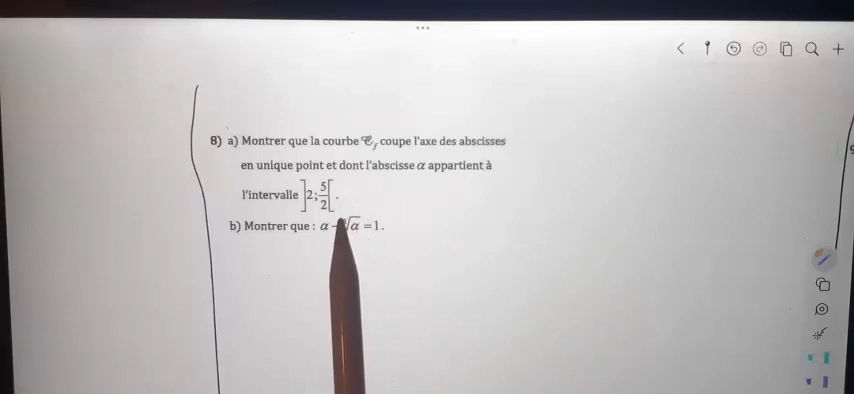 8) a) Montrer que la courbe 𝒞f coupe l'axe des abscisses
en unique point et dont l'abscisse α appartient à
l'intervalle ]2;5/2[.
b) Montrer que : α - √α =1.